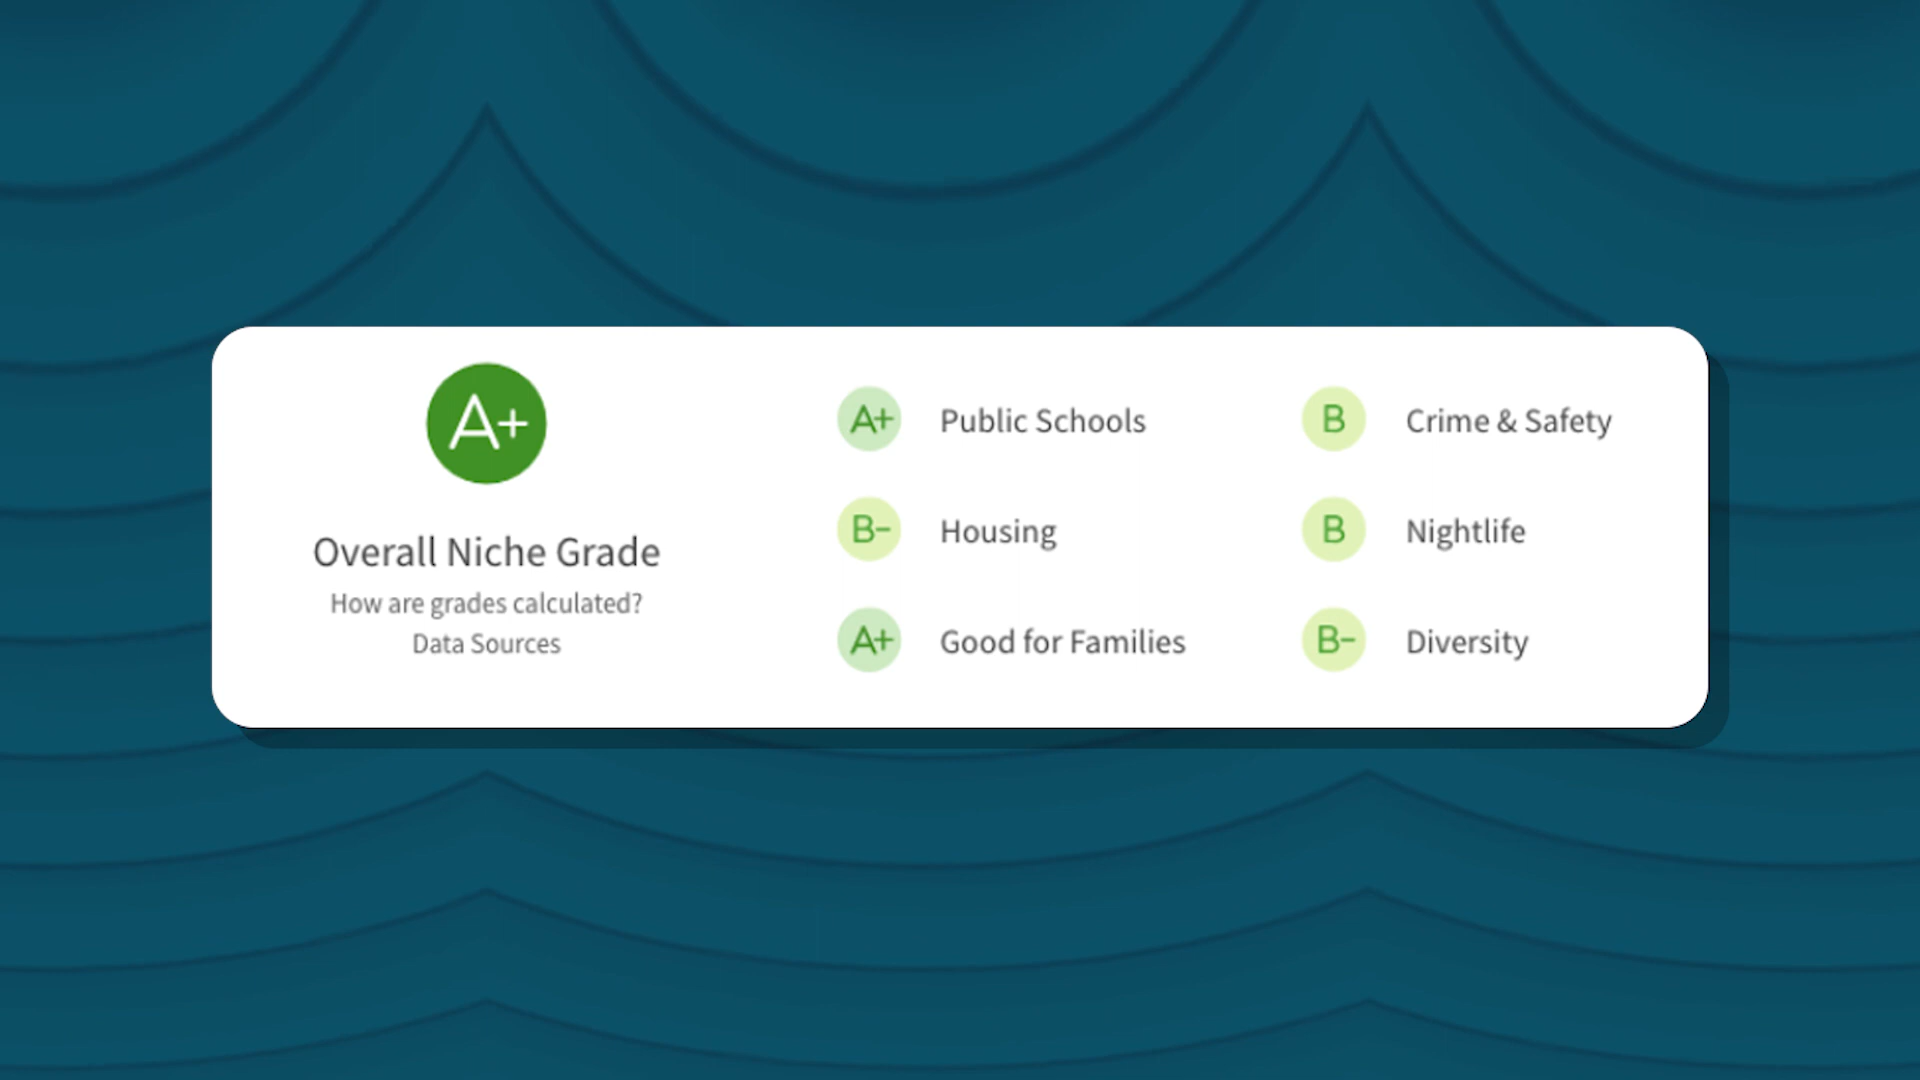 A+
Overall Niche Grade
How are grades calculated?
Data Sources
A+ Public Schools
B- Housing
A+ Good for Families
B Crime & Safety
B Nightlife
B- Diversity